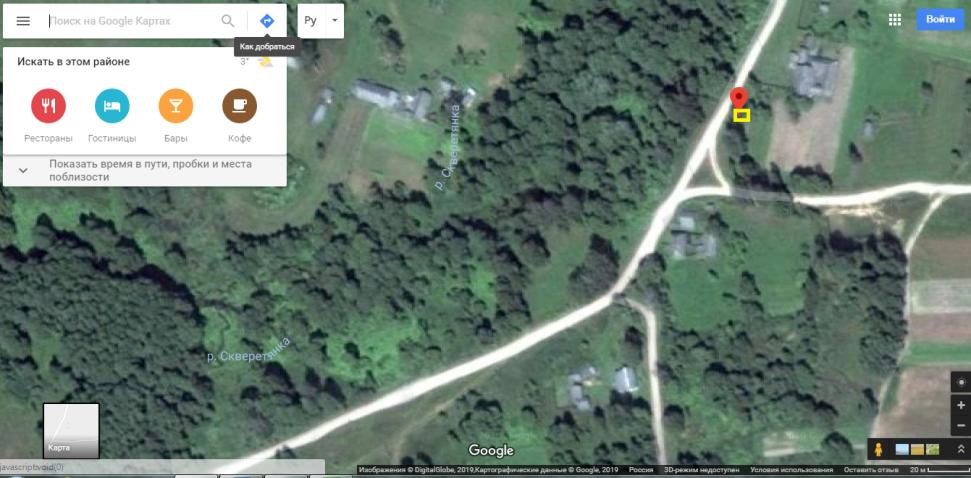 Поиск на Google Картах
Ру
Войти
Как добраться
Искать в этом районе
3°
Рестораны
Гостиницы
Бары
Кофе
Показать время в пути, пробки и места
поблизости
р. Скверетянка
р. Скверетянка
Карта
Google
javascript:void(0)
Изображения © DigitalGlobe, 2019,Картографические данные © Google, 2019 Россия 3D-режим недоступен Условия использования Оставить отзыв 20 м